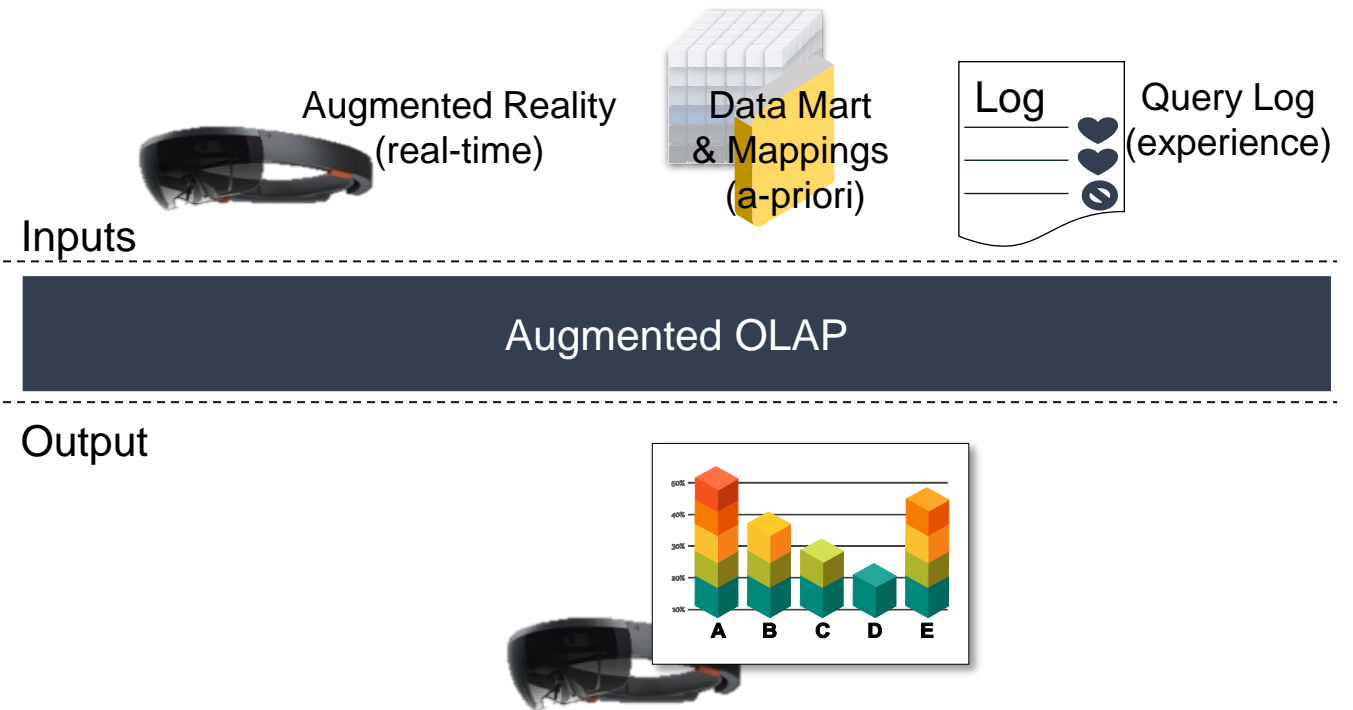 Augmented Reality
(real-time)
Data Mart
& Mappings
(a-priori)
Log
Query Log
(experience)
Inputs
Augmented OLAP
Output
50%
40%
30%
20%
10%
A B C D E